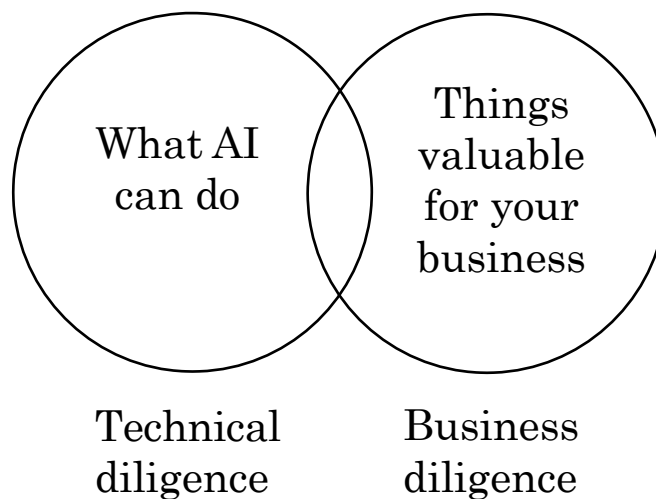 What AI
can do
Things
valuable
for your
business
Technical
diligence
Business
diligence